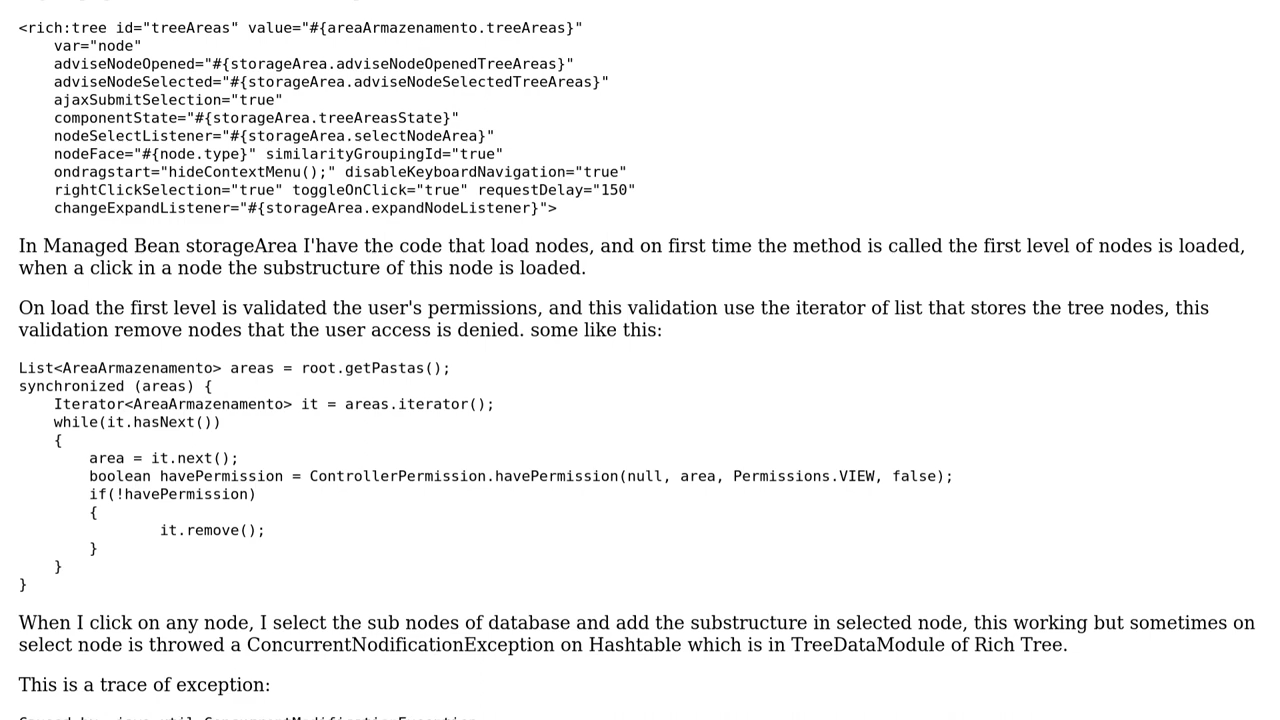 <rich:tree id="treeAreas" value="#{areaArmazenamento.treeAreas}"
    var="node"
    adviseNodeOpened="#{storageArea.adviseNodeOpenedTreeAreas}"
    adviseNodeSelected="#{storageArea.adviseNodeSelectedTreeAreas}"
    ajaxSubmitSelection="true"
    componentState="#{storageArea.treeAreasState}"
    nodeSelectListener="#{storageArea.selectNodeArea}"
    nodeFace="#{node.type}" similarityGroupingId="true"
    ondragstart="hideContextMenu();" disableKeyboardNavigation="true"
    rightClickSelection="true" toggleOnClick="true" requestDelay="150"
    changeExpandListener="#{storageArea.expandNodeListener}">
In Managed Bean storageArea I'have the code that load nodes, and on first time the method is called the first level of nodes is loaded,
when a click in a node the substructure of this node is loaded.
On load the first level is validated the user's permissions, and this validation use the iterator of list that stores the tree nodes, this
validation remove nodes that the user access is denied. some like this:
List<AreaArmazenamento> areas = root.getPastas();
synchronized (areas) {
    Iterator<AreaArmazenamento> it = areas.iterator();
    while(it.hasNext())
    {
        area = it.next();
        boolean havePermission = ControllerPermission.havePermission(null, area, Permissions.VIEW, false);
        if(!havePermission)
        {
                it.remove();
        }
    }
}
When I click on any node, I select the sub nodes of database and add the substructure in selected node, this working but sometimes on
select node is throwed a ConcurrentNodificationException on Hashtable which is in TreeDataModule of Rich Tree.
This is a trace of exception: